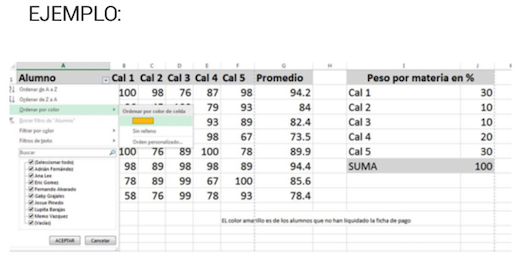 EJEMPLO:
A B C D E F G H I J
1 Alumno Cal 1 Cal 2 Cal 3 Cal 4 Cal 5 Promedio Peso por materia en %
Ordenar de A a Z 100 98 76 87 98 94.2 Cal 1 30
Ordenar de Z a A 79 93 84 Cal 2 10
Ordenar por color Ordenar por color de celda 93 89 82.4 Cal 3 10
Borrar filtro de "Alumno" 98 67 73.5 Cal 4 20
Filtrar por color Sin relleno
Filtros de texto Orden personalizado...
Buscar 100 76 89 100 78 89.9 Cal 5 30
(Seleccionar todo) 98 89 98 98 89 94.4 SUMA 100
Adrián Fernández
Ana Lee 78 89 99 67 100 85.6
Eric Gomez
Fernando Alvarado 58 76 99 78 93 78.4
Gaby Grajales
Josue Pinedo
Lupita Barajas
Memo Vazquez EL color amarillo es de los alumnos que no han liquidado la ficha de pago
(Vacías)
ACEPTAR Cancelar